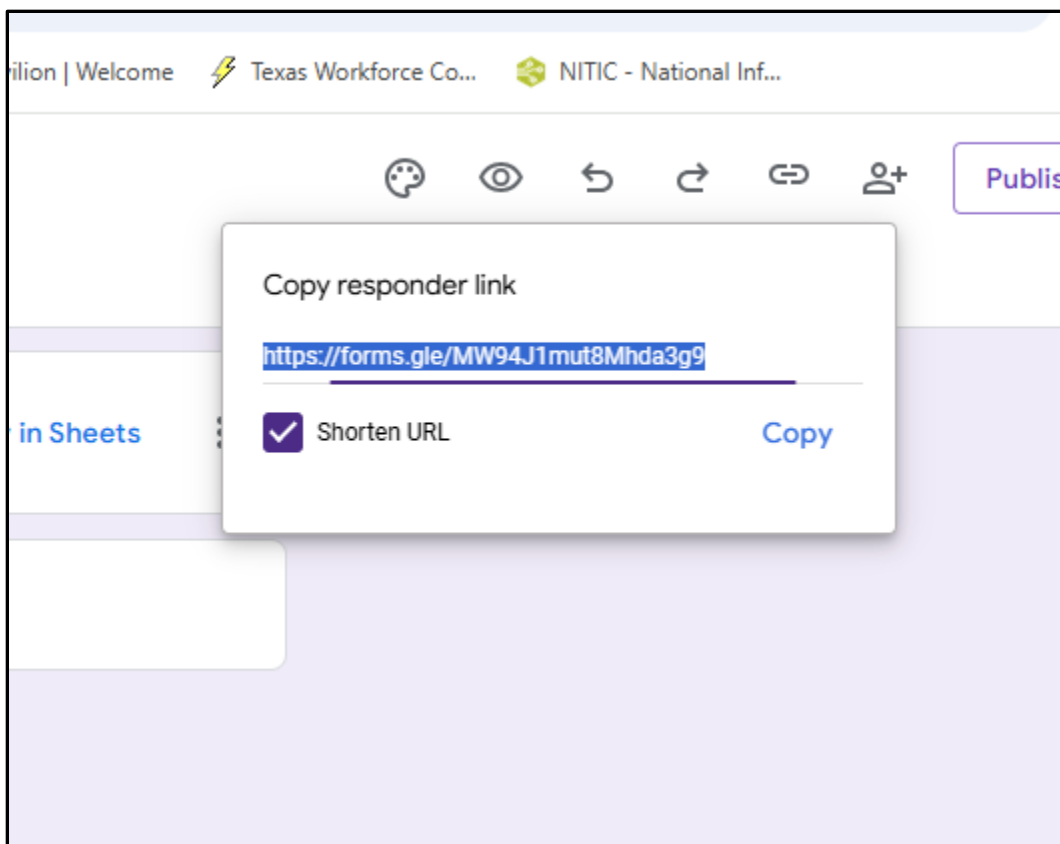 vilion | Welcome Texas Workforce Co... NITIC - National Inf...
Publis
Copy responder link
https://forms.gle/MW94J1mut8Mhda3g9
in Sheets
Shorten URL
Copy